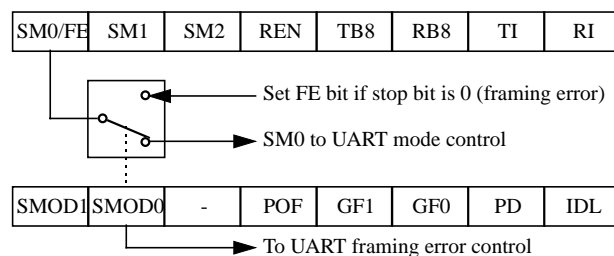 SM0/FE SM1 SM2 REN TB8 RB8 TI RI
Set FE bit if stop bit is 0 (framing error)
SM0 to UART mode control
SMOD1 SMOD0 - POF GF1 GF0 PD IDL
To UART framing error control